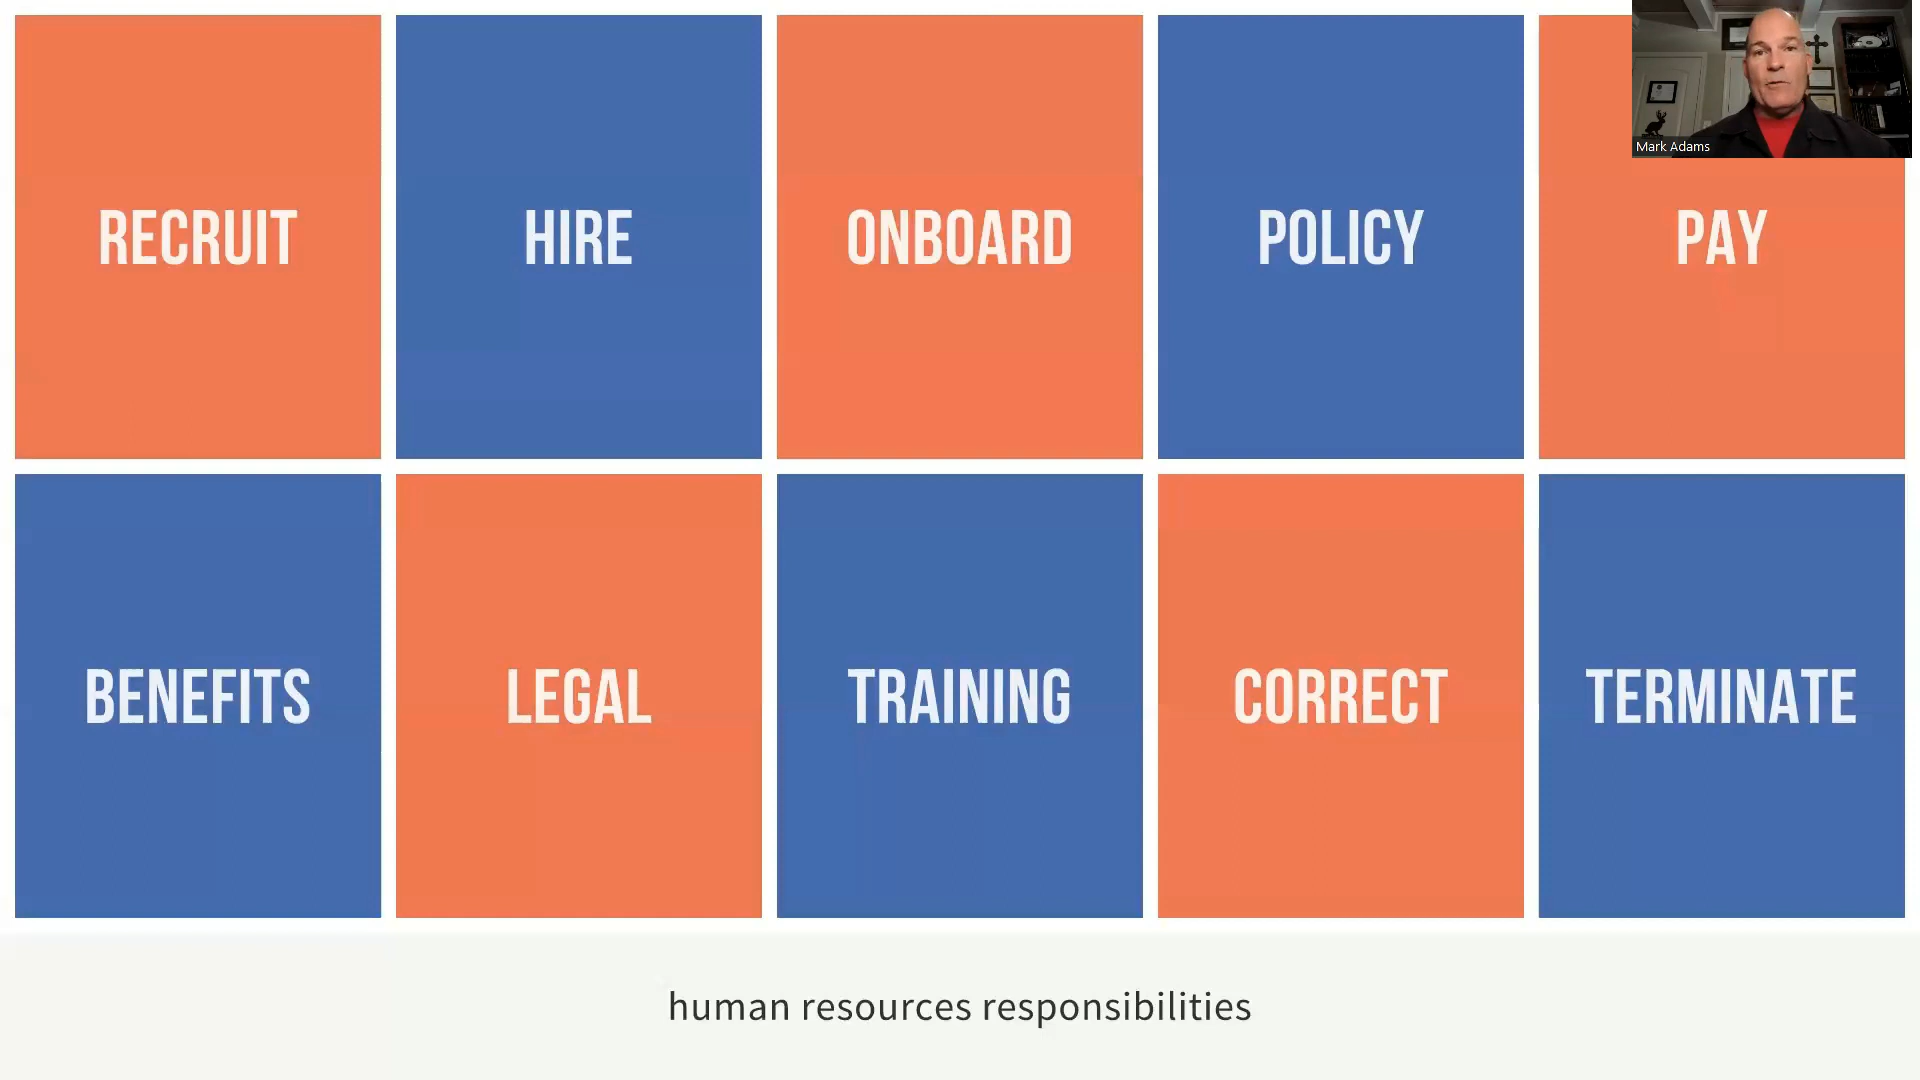 RECRUIT
HIRE
ONBOARD
POLICY
PAY
Mark Adams
BENEFITS
LEGAL
TRAINING
CORRECT
TERMINATE
human resources responsibilities